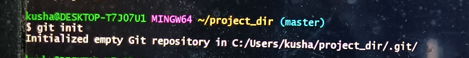 kusha@DESKTOP-T7J07U1 MINGW64 ~/project_dir (master)
$ git init
Initialized empty Git repository in C:/Users/kusha/project_dir/.git/